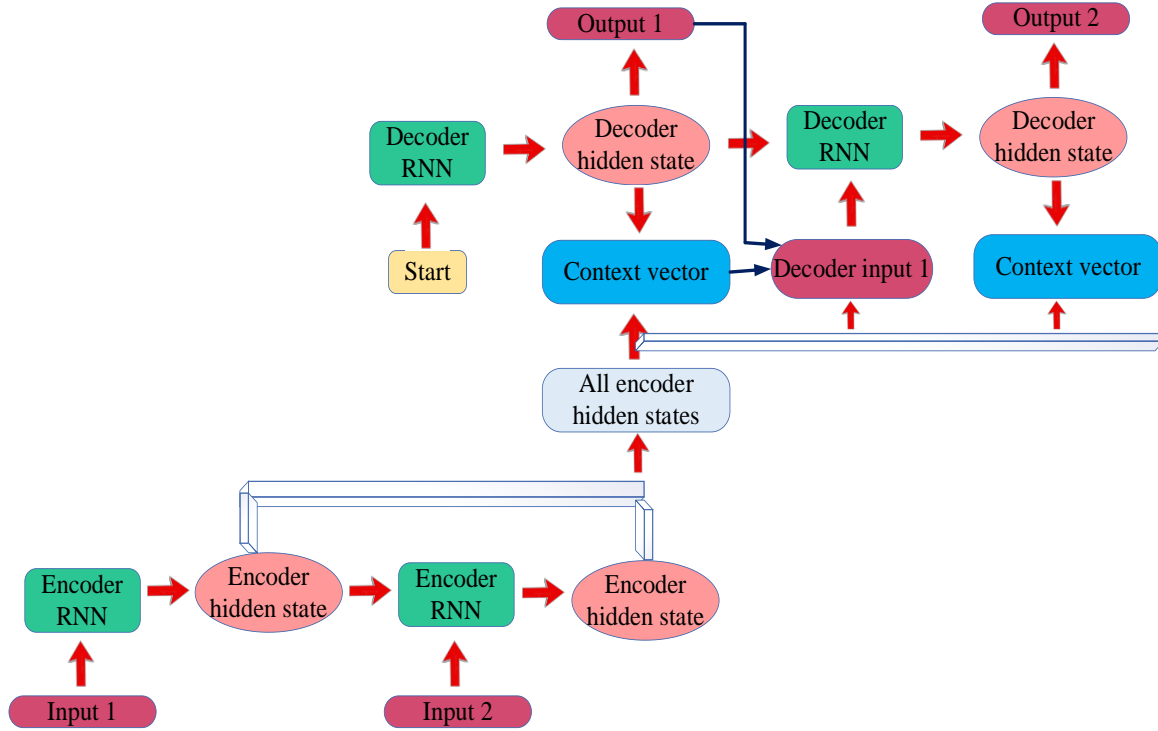 Output 1
Output 2
Decoder
RNN
Decoder
hidden state
Decoder
RNN
Decoder
hidden state
Start
Context vector
Decoder input 1
Context vector
All encoder
hidden states
Encoder
RNN
Encoder
hidden state
Encoder
RNN
Encoder
hidden state
Input 1
Input 2